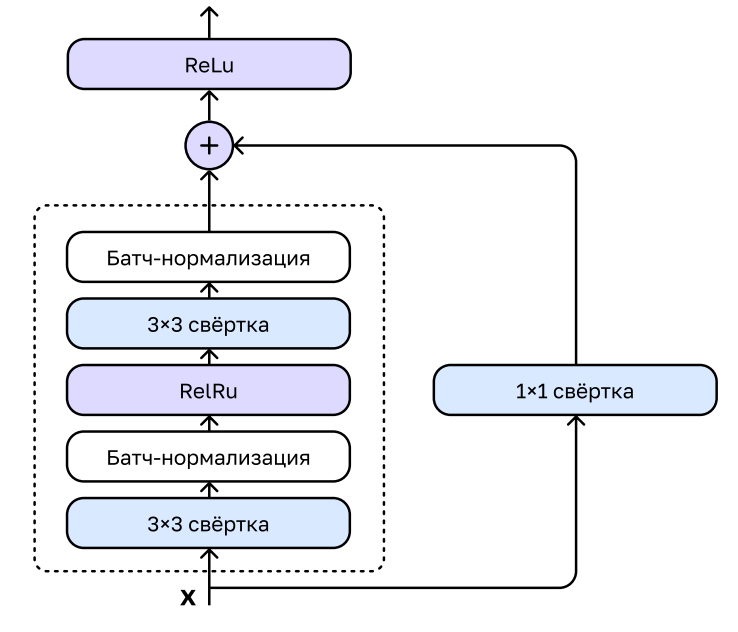 ReLu
+
Батч-нормализация
3×3 свёртка
RelRu
1×1 свёртка
Батч-нормализация
3×3 свёртка
x